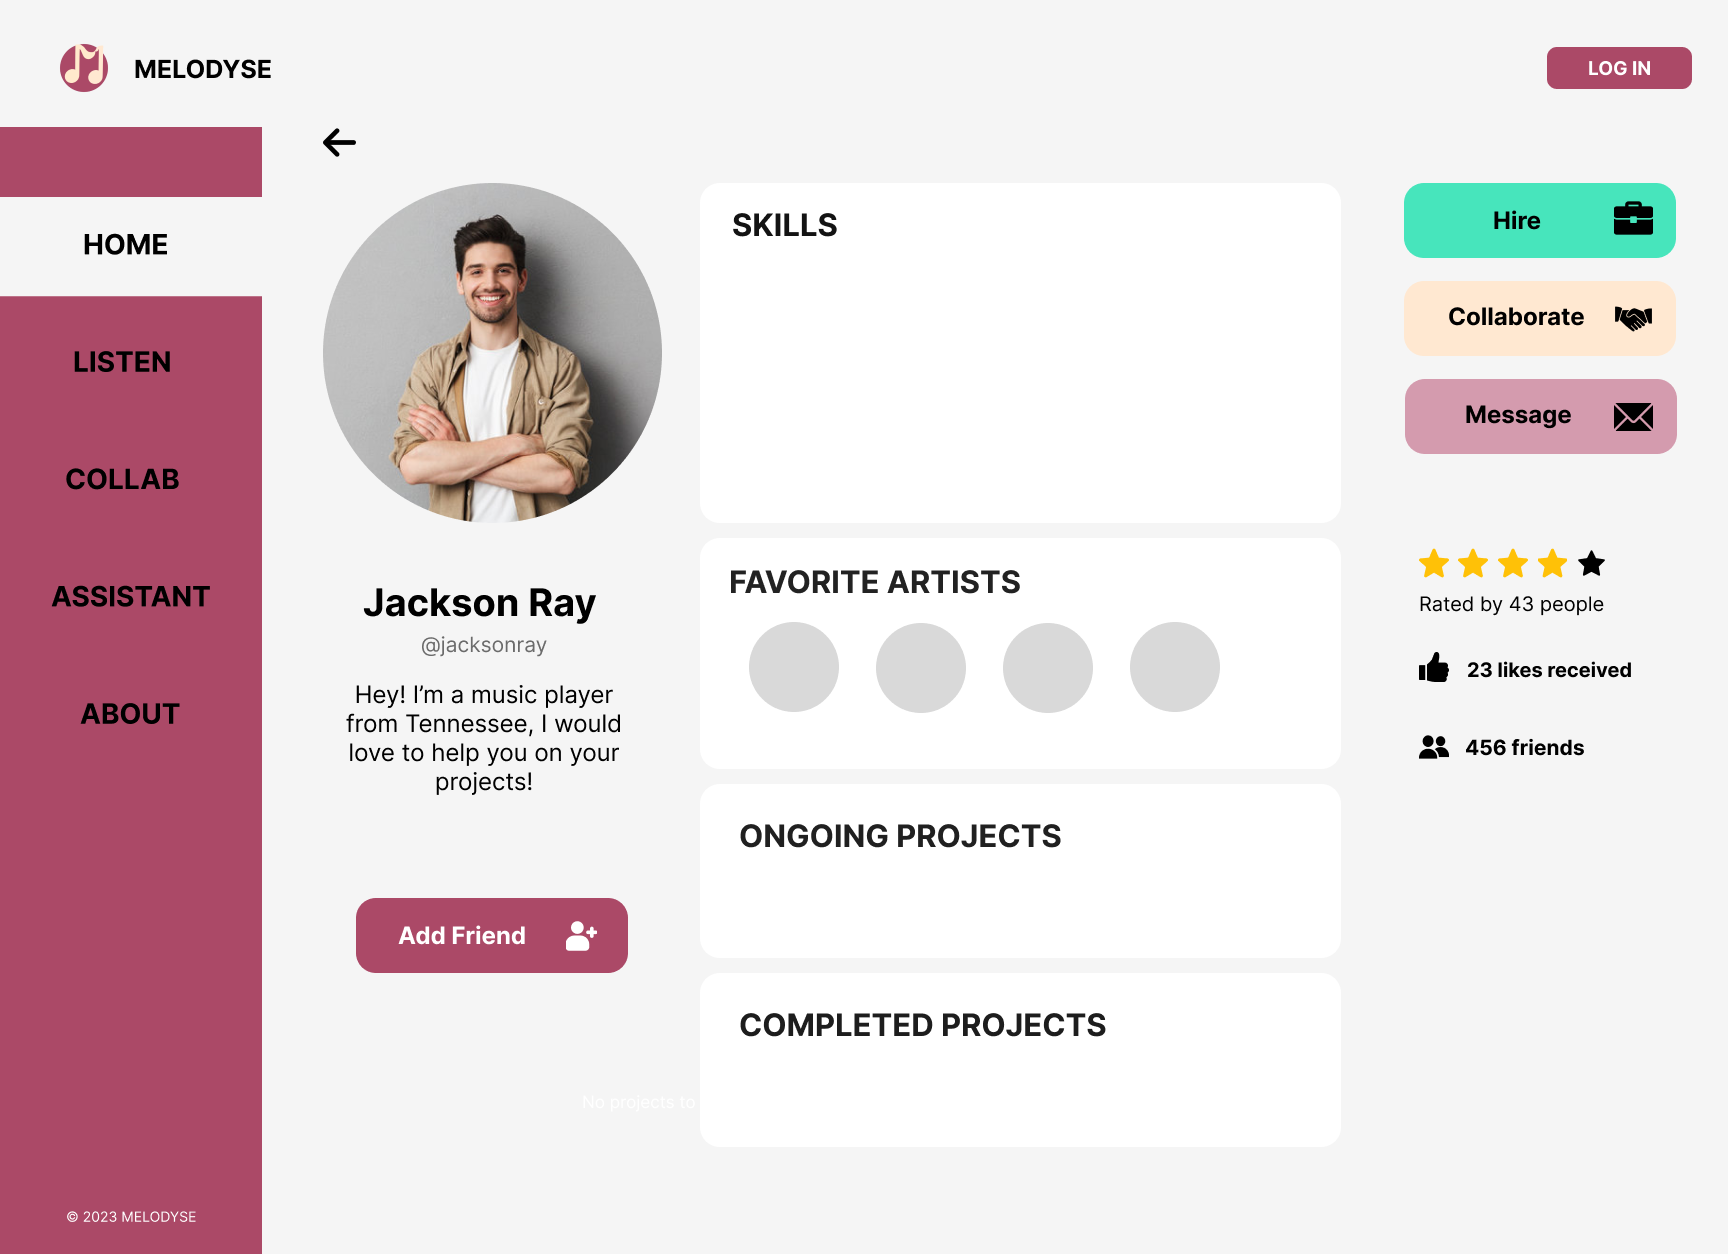 MELODYSE
LOG IN
HOME
LISTEN
COLLAB
ASSISTANT
ABOUT
© 2023 MELODYSE
Jackson Ray
@jacksonray
Hey! I'm a music player
from Tennessee, I would
love to help you on your
projects!
Add Friend
SKILLS
FAVORITE ARTISTS
ONGOING PROJECTS
COMPLETED PROJECTS
No projects to
Hire
Collaborate
Message
Rated by 43 people
23 likes received
456 friends